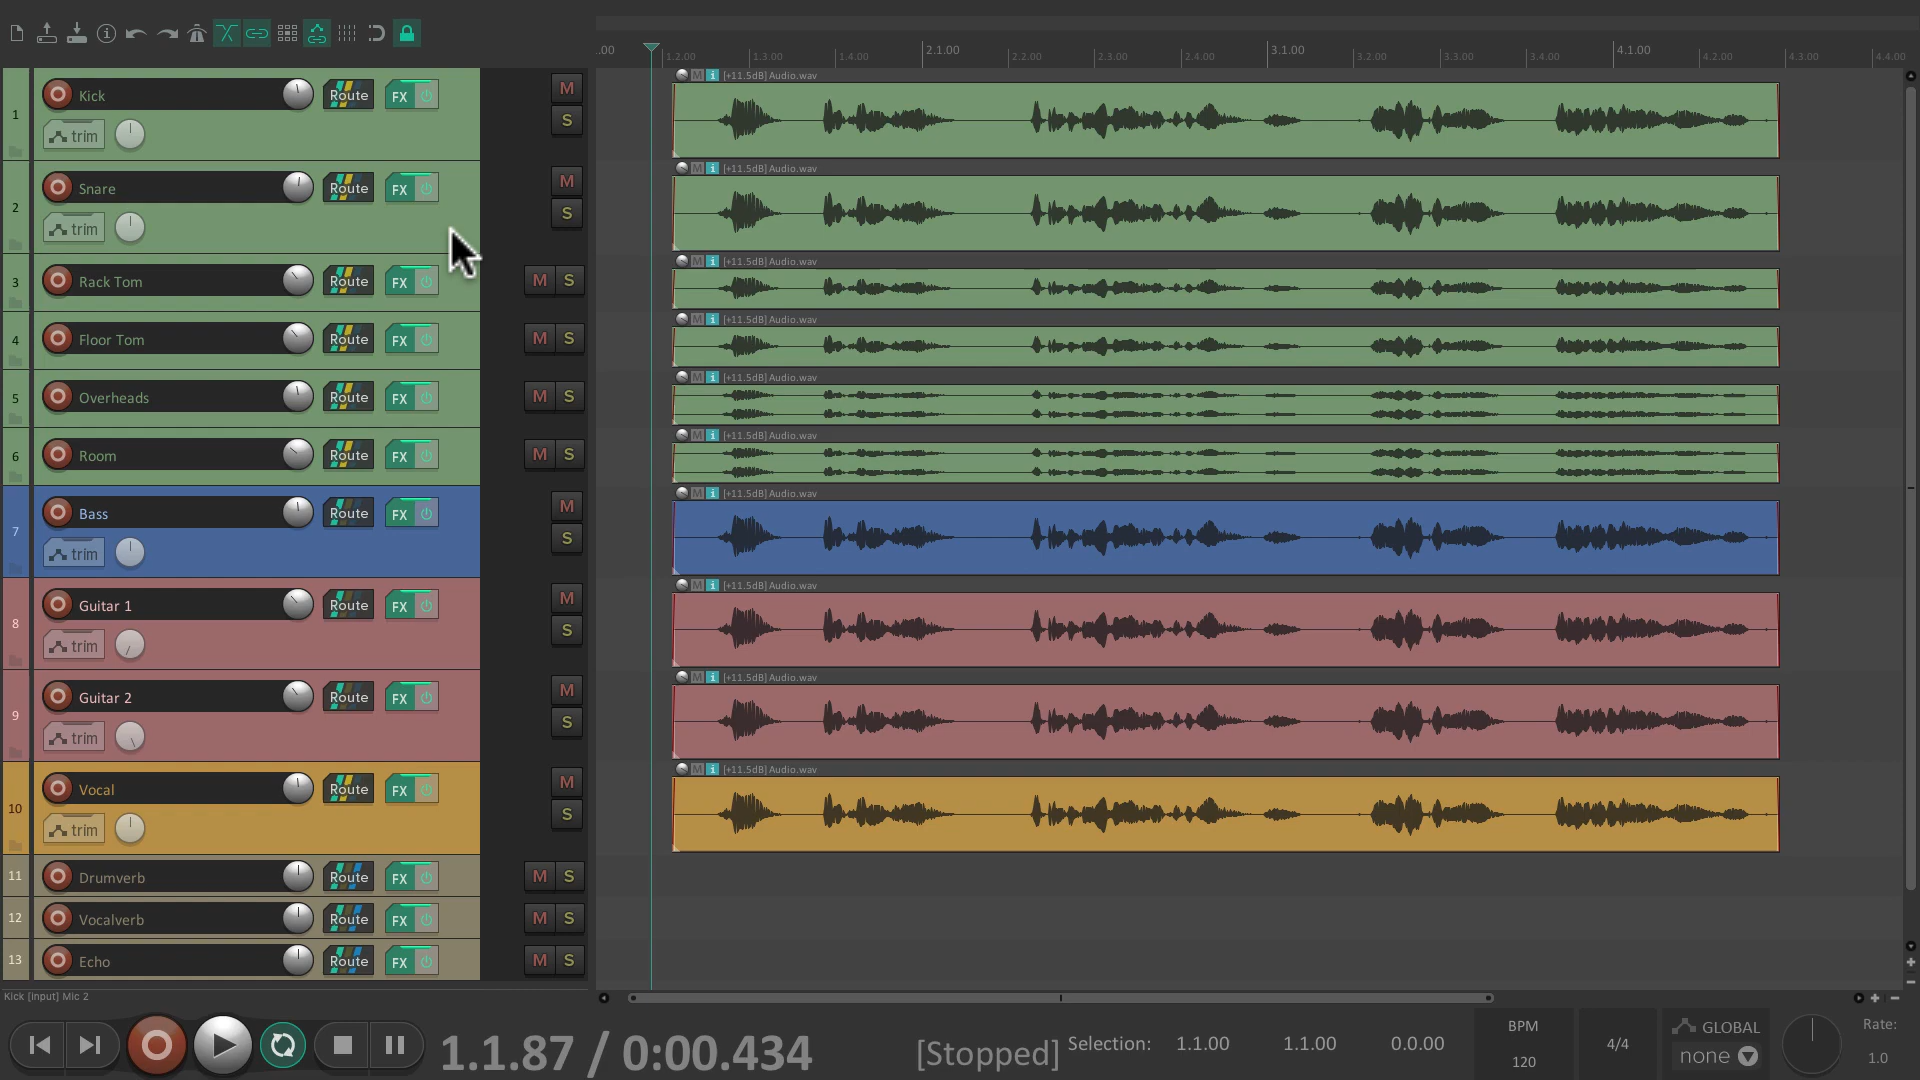 .00 1.2.00 1.3.00 1.4.00 2.1.00 2.2.00 2.3.00 2.4.00 3.1.00 3.2.00 3.3.00 3.4.00 4.1.00 4.2.00 4.3.00 4.4.00
1 Kick Route FX M
trim S
M i [+11.5dB] Audio.wav
2 Snare Route FX M
trim S
M i [+11.5dB] Audio.wav
3 Rack Tom Route FX M S
M i [+11.5dB] Audio.wav
4 Floor Tom Route FX M S
M i [+11.5dB] Audio.wav
5 Overheads Route FX M S
M i [+11.5dB] Audio.wav
6 Room Route FX M S
M i [+11.5dB] Audio.wav
7 Bass Route FX M
trim S
M i [+11.5dB] Audio.wav
8 Guitar 1 Route FX M
trim S
M i [+11.5dB] Audio.wav
9 Guitar 2 Route FX M
trim S
M i [+11.5dB] Audio.wav
10 Vocal Route FX M
trim S
M i [+11.5dB] Audio.wav
11 Drumverb Route FX M S
12 Vocalverb Route FX M S
13 Echo Route FX M S
Kick [Input] Mic 2
1.1.87 / 0:00.434 [Stopped] Selection: 1.1.00 1.1.00 0.0.00
BPM
120
4/4
GLOBAL
none
Rate:
1.0